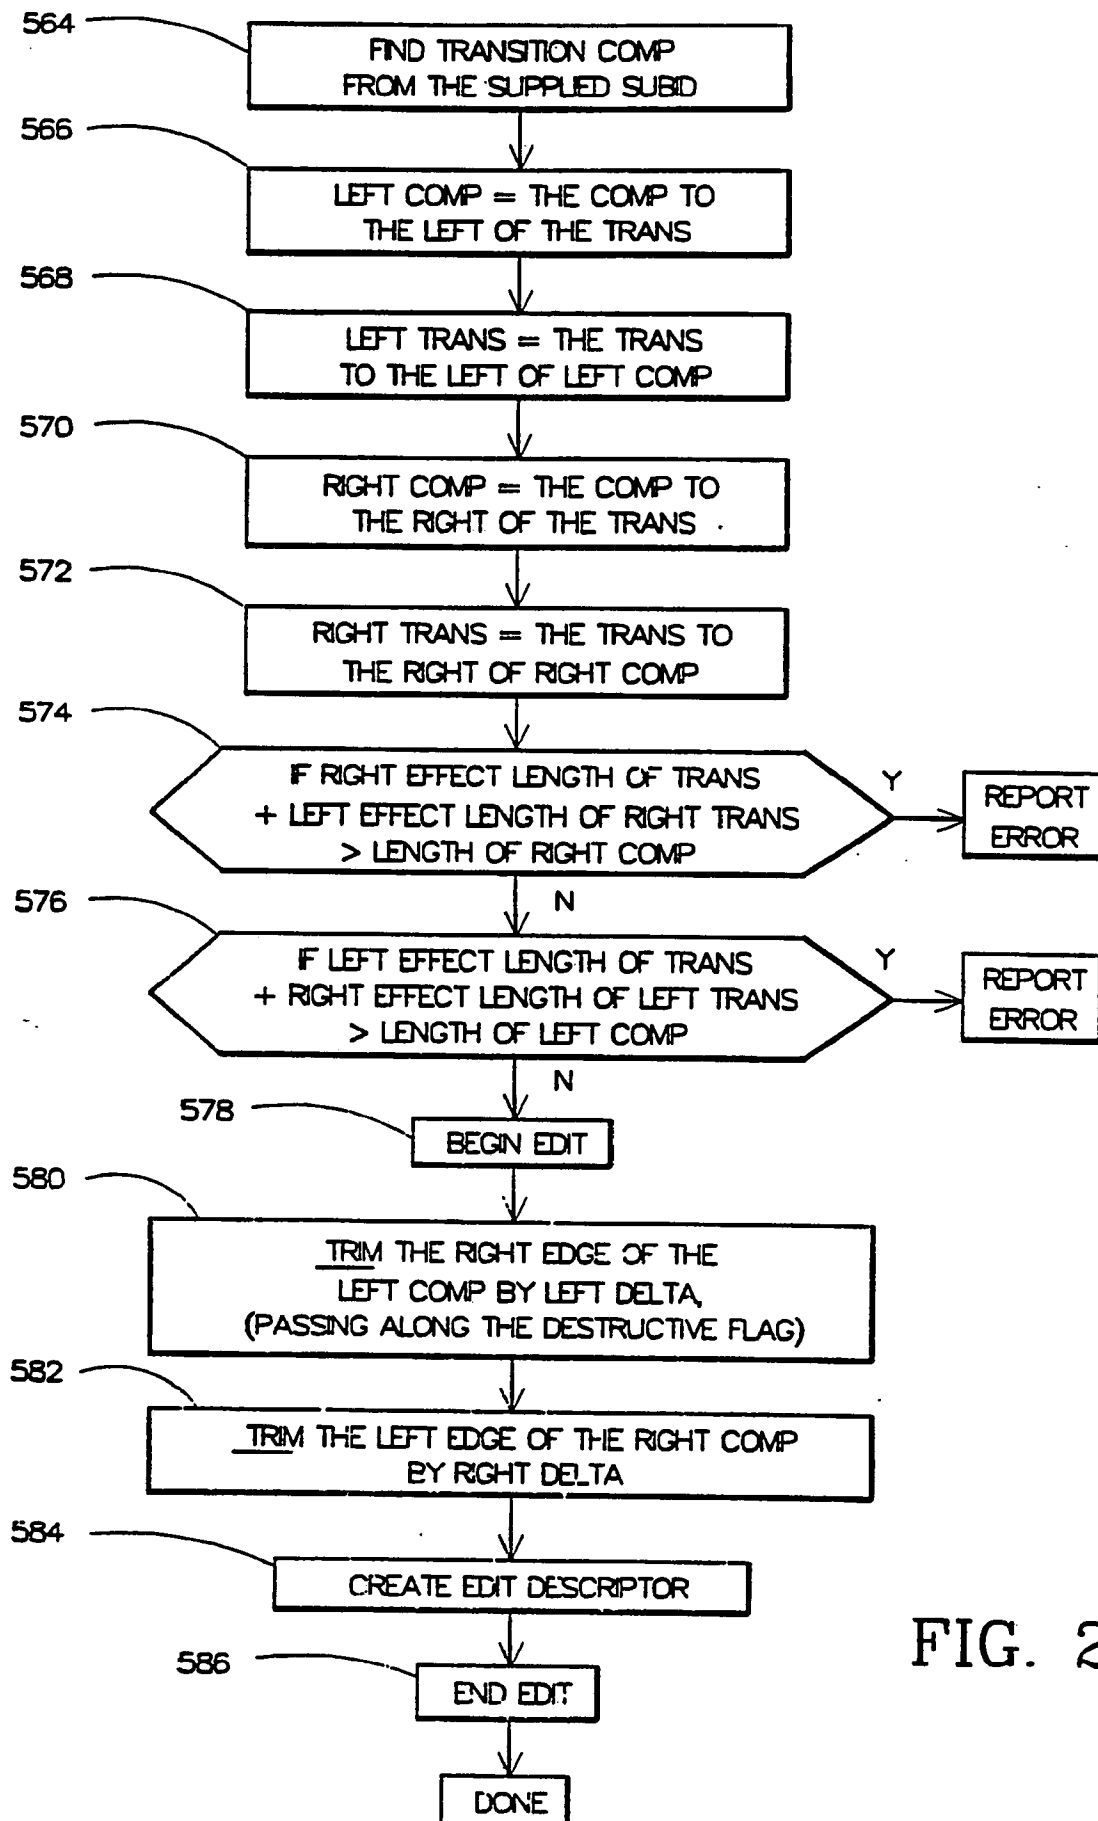 564
FIND TRANSITION COMP
FROM THE SUPPLIED SUBID
566
LEFT COMP = THE COMP TO
THE LEFT OF THE TRANS
568
LEFT TRANS = THE TRANS
TO THE LEFT OF LEFT COMP
570
RIGHT COMP = THE COMP TO
THE RIGHT OF THE TRANS
572
RIGHT TRANS = THE TRANS TO
THE RIGHT OF RIGHT COMP
574
IF RIGHT EFFECT LENGTH OF TRANS
+ LEFT EFFECT LENGTH OF RIGHT TRANS
> LENGTH OF RIGHT COMP
Y
REPORT
ERROR
N
576
IF LEFT EFFECT LENGTH OF TRANS
+ RIGHT EFFECT LENGTH OF LEFT TRANS
> LENGTH OF LEFT COMP
Y
REPORT
ERROR
N
578
BEGIN EDIT
580
TRIM THE RIGHT EDGE OF THE
LEFT COMP BY LEFT DELTA,
(PASSING ALONG THE DESTRUCTIVE FLAG)
582
TRIM THE LEFT EDGE OF THE RIGHT COMP
BY RIGHT DELTA
584
CREATE EDIT DESCRIPTOR
586
END EDIT
DONE
FIG. 2